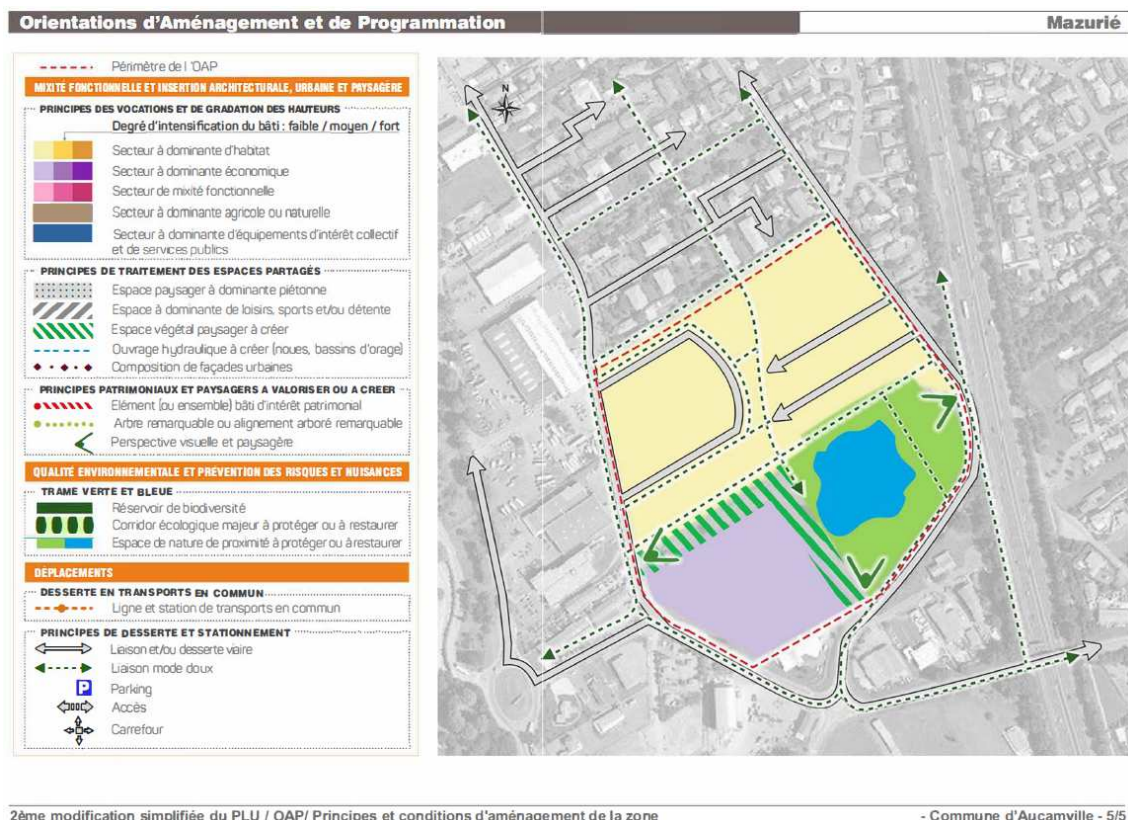 Orientations d'Aménagement et de Programmation
Mazurié
Périmètre de l 'OAP
MIXITÉ FONCTIONNELLE ET INSERTION ARCHITECTURALE, URBAINE ET PAYSAGÈRE
PRINCIPES DES VOCATIONS ET DE GRADATION DES HAUTEURS
Degré d'intensification du bâti : faible / moyen / fort
Secteur à dominante d'habitat
Secteur à dominante économique
Secteur de mixité fonctionnelle
Secteur à dominante agricole ou naturelle
Secteur à dominante d'équipements d'intérêt collectif
et de services publics
PRINCIPES DE TRAITEMENT DES ESPACES PARTAGÉS
Espace paysager à dominante piétonne
Espace à dominante de loisirs, sports et/ou détente
Espace végétal paysager à créer
Ouvrage hydraulique à créer (noues, bassins d'orage)
Composition de façades urbaines
PRINCIPES PATRIMONIAUX ET PAYSAGERS A VALORISER OU A CREER
Elément (ou ensemble) bâti d'intérêt patrimonial
Arbre remarquable ou alignement arboré remarquable
Perspective visuelle et paysagère
QUALITÉ ENVIRONNEMENTALE ET PRÉVENTION DES RISQUES ET NUISANCES
TRAME VERTE ET BLEUE
Réservoir de biodiversité
Corridor écologique majeur à protéger ou à restaurer
Espace de nature de proximité à protéger ou à restaurer
DÉPLACEMENTS
DESSERTE EN TRANSPORTS EN COMMUN
Ligne et station de transports en commun
PRINCIPES DE DESSERTE ET STATIONNEMENT
Liaison et/ou desserte viaire
Liaison mode doux
P Parking
Accès
Carrefour
N
2ème modification simplifiée du PLU / OAP/ Principes et conditions d'aménagement de la zone
- Commune d'Aucamville - 5/5